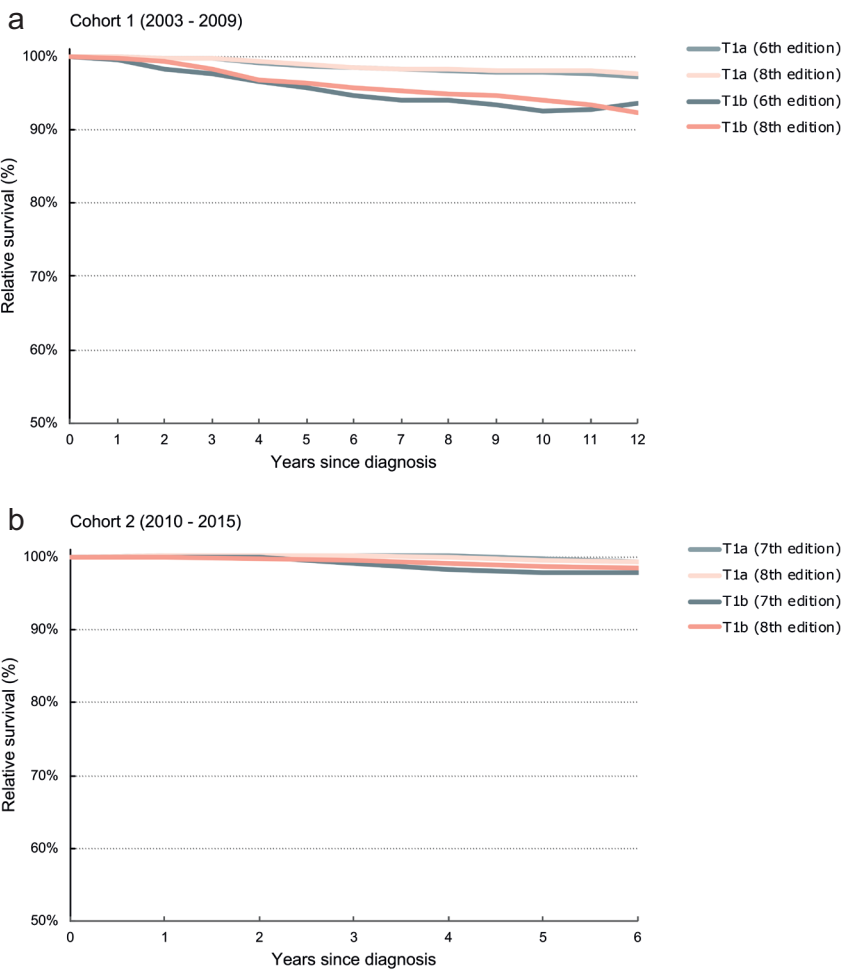 a
Cohort 1 (2003 - 2009)
100%
90%
80%
70%
60%
50%
Relative survival (%)
0 1 2 3 4 5 6 7 8 9 10 11 12
Years since diagnosis
T1a (6th edition)
T1a (8th edition)
T1b (6th edition)
T1b (8th edition)
b
Cohort 2 (2010 - 2015)
100%
90%
80%
70%
60%
50%
Relative survival (%)
0 1 2 3 4 5 6
Years since diagnosis
T1a (7th edition)
T1a (8th edition)
T1b (7th edition)
T1b (8th edition)